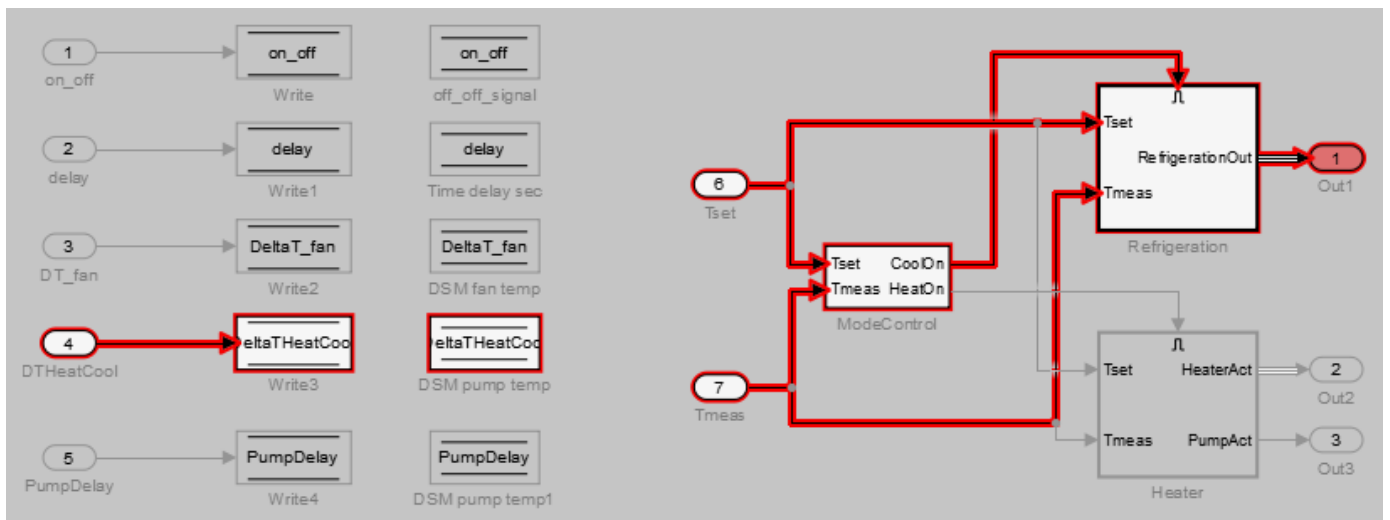 1
on_off
on_off
Write
on_off
off_off_signal
2
delay
delay
Write1
delay
Time delay sec
3
DT_fan
DeltaT_fan
Write2
DeltaT_fan
DSM fan temp
4
DTHeatCool
eltaTHeatCoo
Write3
eltaTHeatCoo
DSM pump temp
5
PumpDelay
PumpDelay
Write4
PumpDelay
DSM pump temp1
6
Tset
7
Tmeas
Tset CoolOn
Tmeas HeatOn
ModeControl
Tset
RefrigerationOut
Tmeas
Refrigeration
1
Out1
Tset HeaterAct
Tmeas PumpAct
Heater
2
Out2
3
Out3